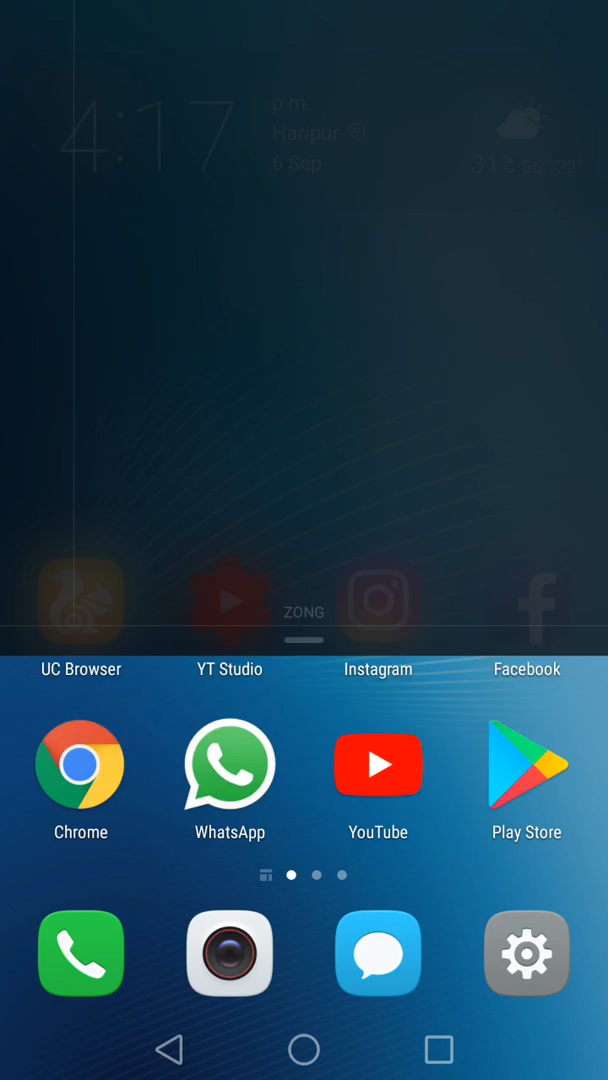 4:17
p.m.
Haripur
6 Sep
31°C
ZONG
UC Browser
YT Studio
Instagram
Facebook
Chrome
WhatsApp
YouTube
Play Store